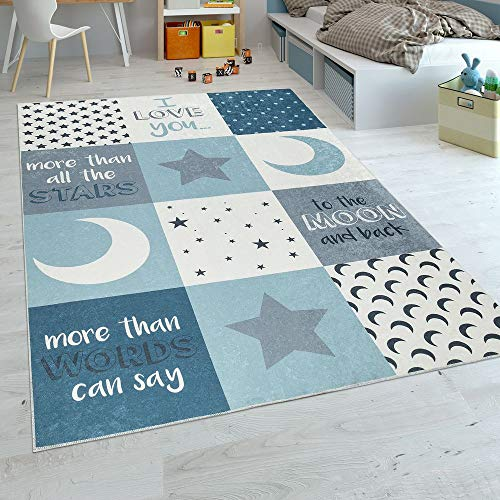 I
LOVE
you...
more than
all the
STARS
to the
MOON
and back
more than
WORDS
can say